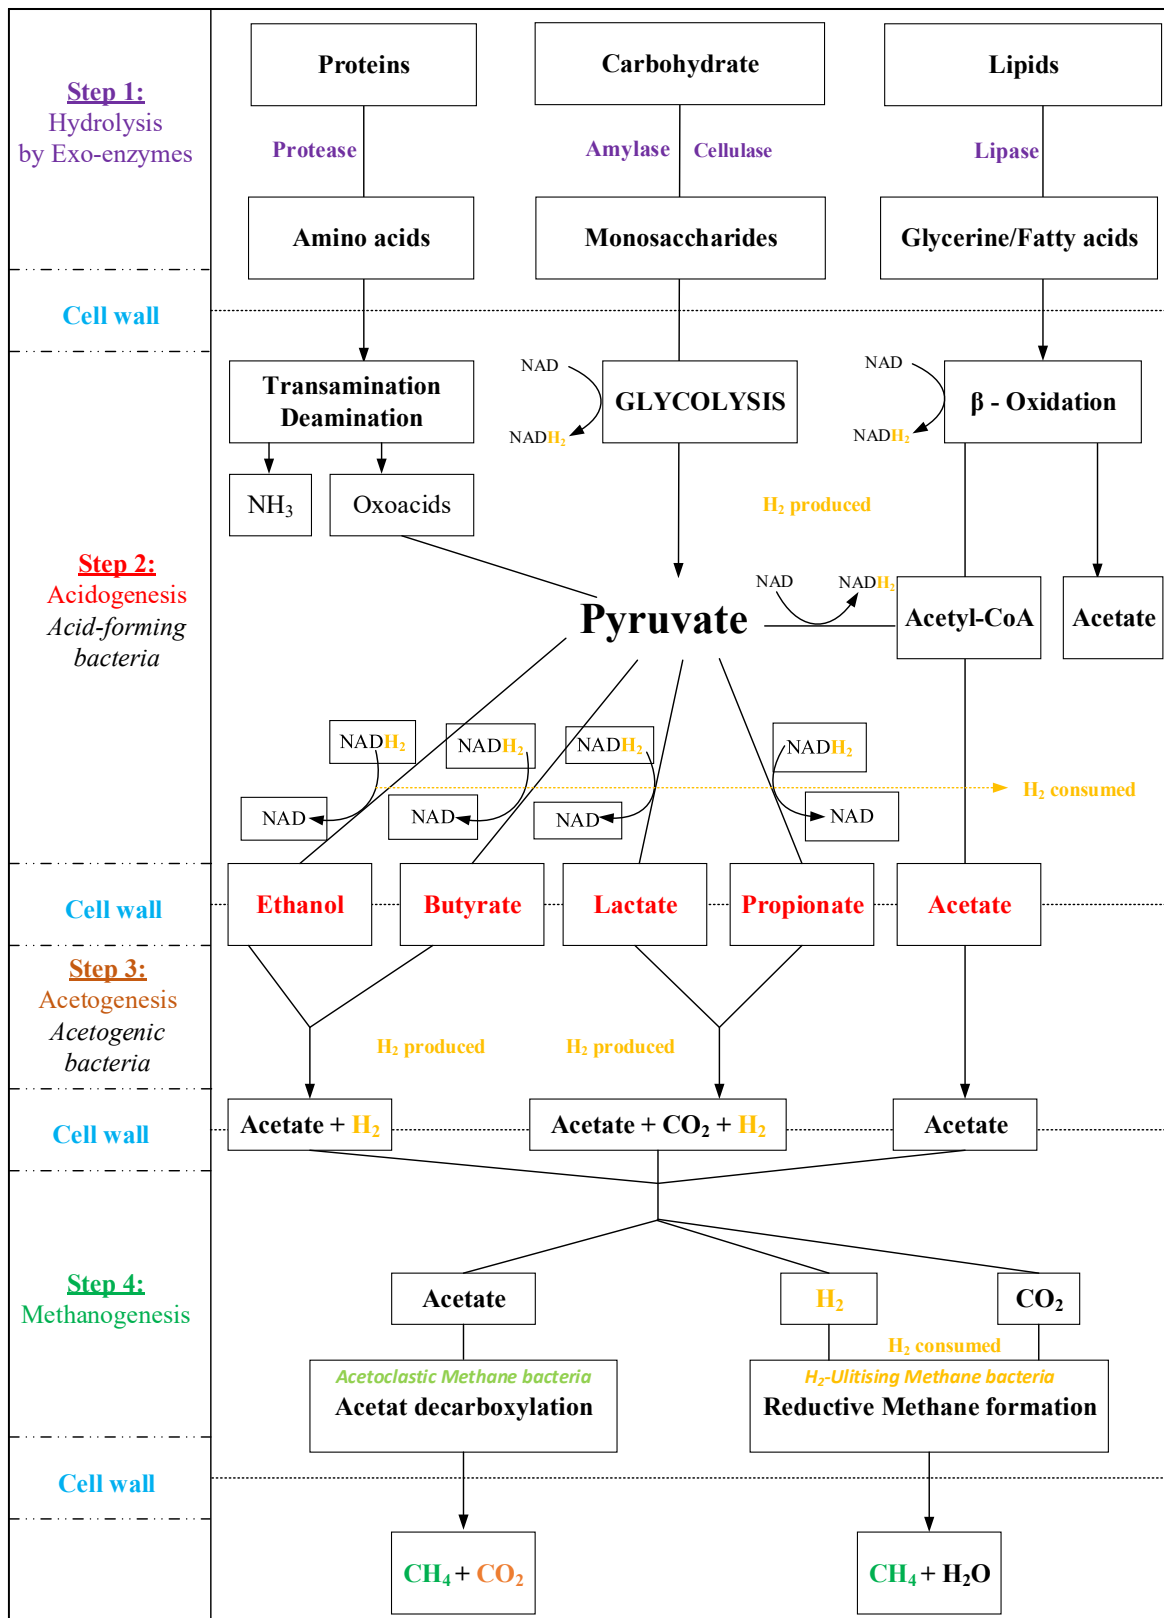 Proteins
Carbohydrate
Lipids
Step 1:
Hydrolysis
by Exo-enzymes
Protease
Amylase
Cellulase
Lipase
Amino acids
Monosaccharides
Glycerine/Fatty acids
Cell wall
Transamination
Deamination
NAD
NADH₂
GLYCOLYSIS
NAD
NADH₂
β - Oxidation
NH₃
Oxoacids
H₂ produced
Step 2:
Acidogenesis
Acid-forming
bacteria
Pyruvate
NAD
NADH₂
Acetyl-CoA
Acetate
NADH₂
NADH₂
NADH₂
NADH₂
H₂ consumed
NAD
NAD
NAD
NAD
Cell wall
Ethanol
Butyrate
Lactate
Propionate
Acetate
Step 3:
Acetogenesis
Acetogenic
bacteria
H₂ produced
H₂ produced
Cell wall
Acetate + H₂
Acetate + CO₂ + H₂
Acetate
Step 4:
Methanogenesis
Acetate
H₂
CO₂
H₂ consumed
Acetoclastic Methane bacteria
Acetat decarboxylation
H₂-Ulitising Methane bacteria
Reductive Methane formation
Cell wall
CH₄ + CO₂
CH₄ + H₂O